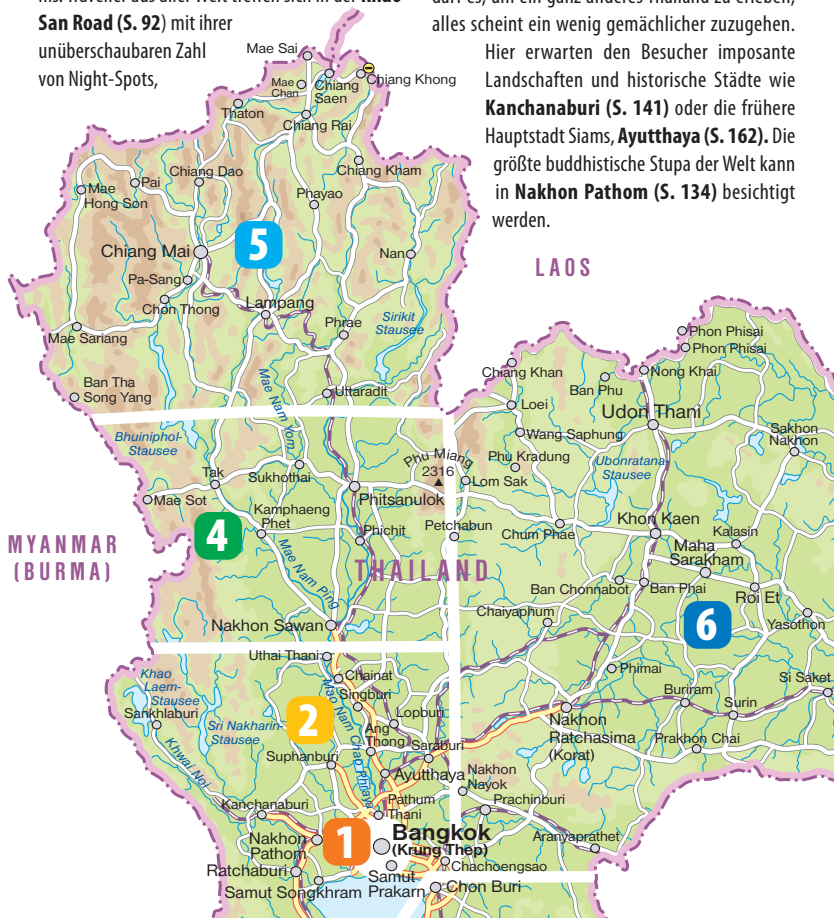 San Road (S. 92) mit ihrer
unüberschaubaren Zahl
von Night-Spots,
alles scheint ein wenig gemächlicher zuzugehen.
Hier erwarten den Besucher imposante
Landschaften und historische Städte wie
Kanchanaburi (S. 141) oder die frühere
Hauptstadt Siams, Ayutthaya (S. 162). Die
größte buddhistische Stupa der Welt kann
in Nakhon Pathom (S. 134) besichtigt
werden.
Mae Sai
Mae
Chan
Chiang
Saen
Chiang Khong
Thaton
Chiang Rai
Mae
Hong Son
Pai
Chiang Dao
Chiang Kham
Phayao
Chiang Mai
5
Nan
Pa-Sang
Chon Thong
Lampang
Mae Sariang
Phrae
Sirikit
Stausee
LAOS
Ban Tha
Song Yang
Mae Nam Yom
Uttaradit
Phon Phisai
Phon Phisai
Chiang Khan
Ban Phu
Nong Khai
Loei
Udon Thani
Bhuiniphol-
Stausee
Wang Saphung
Sakhon
Nakhon
Phu Miang
2316
Phu Kradung
Ubonratana-
Stausee
Tak
Sukhothai
Lom Sak
Mae Sot
Phitsanulok
Kamphaeng
Phet
4
Phichit
Petchabun
Chum Phae
Khon Kaen
Kalasin
Maha
Sarakham
MYANMAR
(BURMA)
THAILAND
Mae Nam Ping
Ban Chonnabot
Ban Phai
Roi Et
Chaiyaphum
6
Yasothon
Nakhon Sawan
Uthai Thani
Phimai
Khao
Laem-
Stausee
Chainat
Si Saket
Singburi
Buriram
Surin
Sankhlaburi
2
Mao Nam Chao Phraya
Lopburi
Sri Nakharin-
Stausee
Ang
Thong
Nakhon
Ratchasima
(Korat)
Prakhon Chai
Khwai Noi
Suphanburi
Saraburi
Ayutthaya
Nakhon
Nayok
Kanchanaburi
Pathum
Thani
Prachinburi
Nakhon
Pathom
1
Bangkok
(Krung Thep)
Aranyaprathet
Ratchaburi
Chachoengsao
Samut Songkhram
Samut
Prakarn
Chon Buri